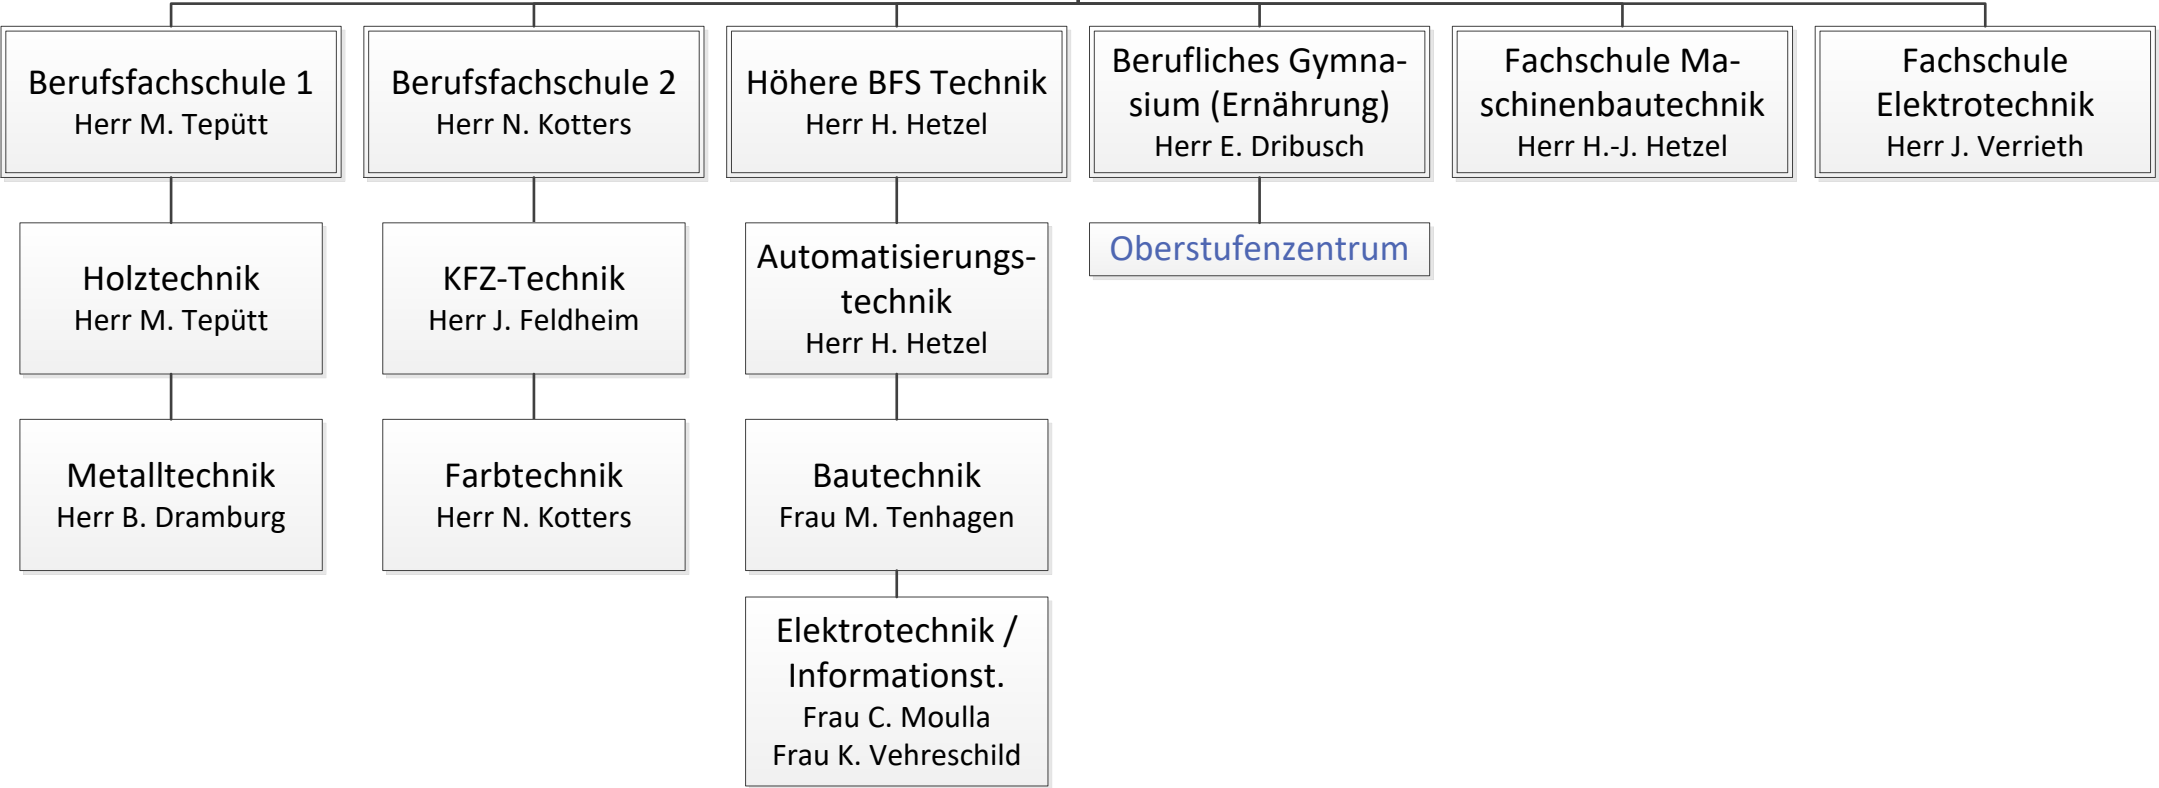 Berufsfachschule 1
Herr M. Tepütt
Berufsfachschule 2
Herr N. Kotters
Höhere BFS Technik
Herr H. Hetzel
Berufliches Gymna-
sium (Ernährung)
Herr E. Dribusch
Fachschule Ma-
schinenbautechnik
Herr H.-J. Hetzel
Fachschule
Elektrotechnik
Herr J. Verrieth
Holztechnik
Herr M. Tepütt
KFZ-Technik
Herr J. Feldheim
Automatisierungs-
technik
Herr H. Hetzel
Oberstufenzentrum
Metalltechnik
Herr B. Dramburg
Farbtechnik
Herr N. Kotters
Bautechnik
Frau M. Tenhagen
Elektrotechnik /
Informationst.
Frau C. Moulla
Frau K. Vehreschild